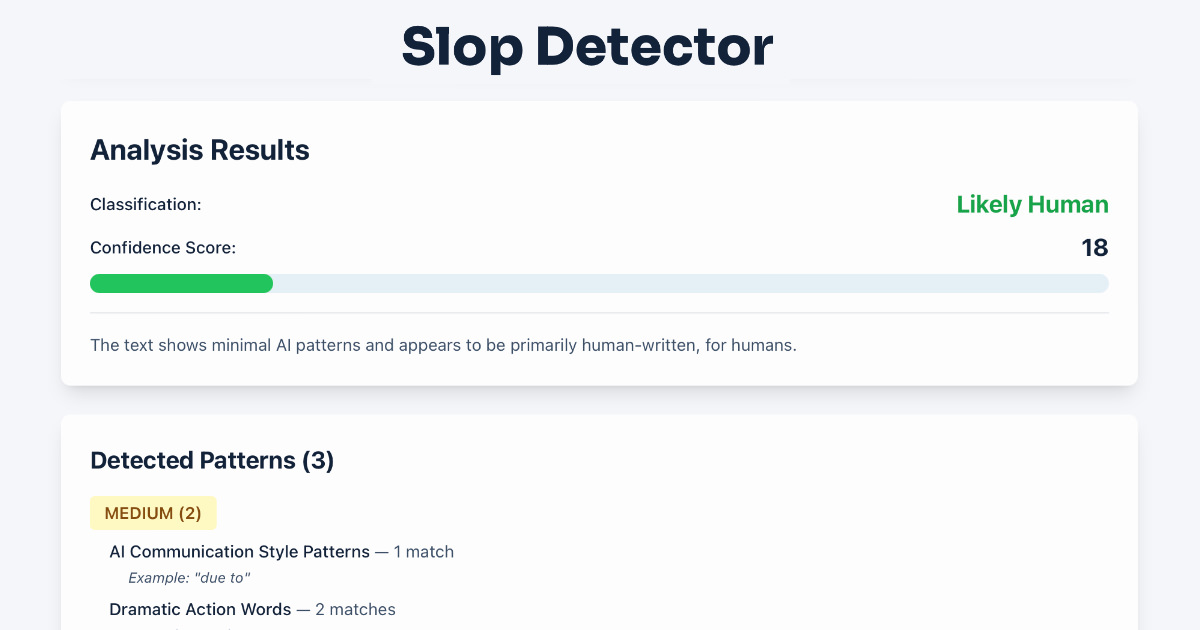 Slop Detector
Analysis Results
Classification:
Likely Human
Confidence Score:
18
The text shows minimal AI patterns and appears to be primarily human-written, for humans.
Detected Patterns (3)
MEDIUM (2)
AI Communication Style Patterns — 1 match
Example: "due to"
Dramatic Action Words — 2 matches